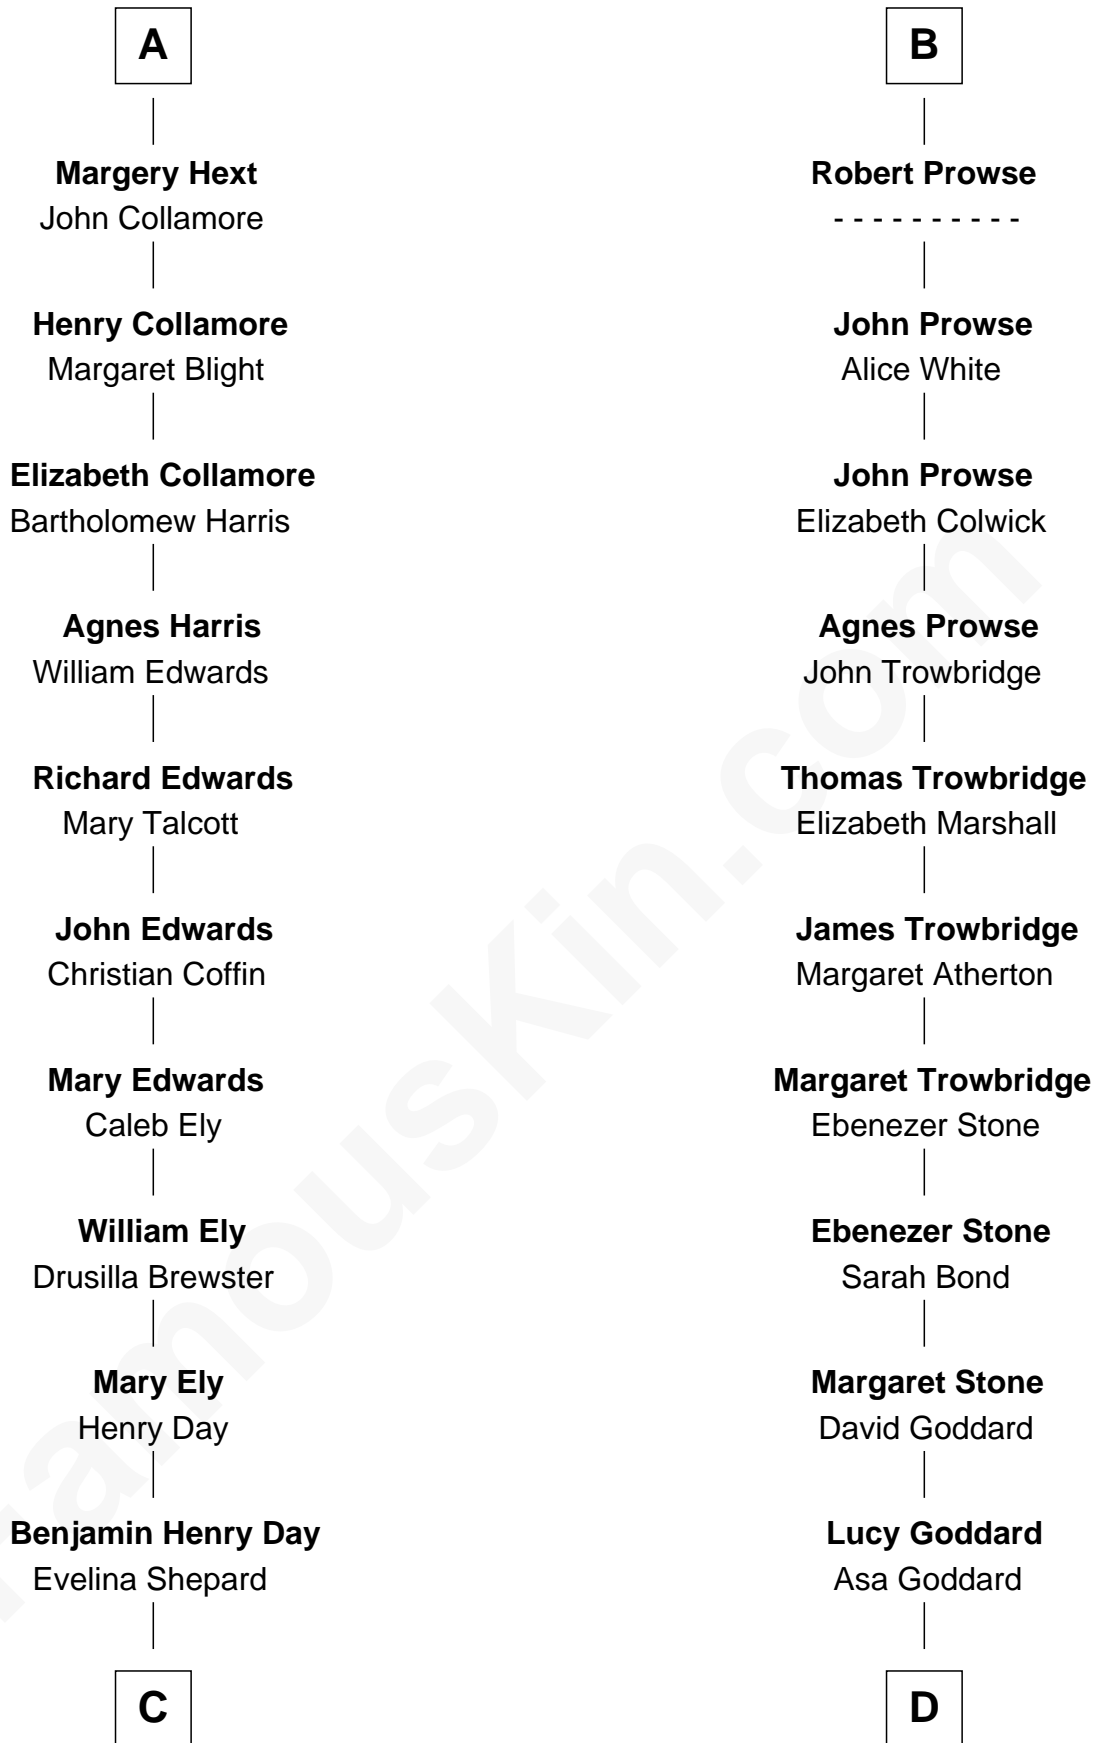 A
Margery Hext
John Collamore
Henry Collamore
Margaret Blight
Elizabeth Collamore
Bartholomew Harris
Agnes Harris
William Edwards
Richard Edwards
Mary Talcott
John Edwards
Christian Coffin
Mary Edwards
Caleb Ely
William Ely
Drusilla Brewster
Mary Ely
Henry Day
Benjamin Henry Day
Evelina Shepard
C
B
Robert Prowse
- - - - - - - - - -
John Prowse
Alice White
John Prowse
Elizabeth Colwick
Agnes Prowse
John Trowbridge
Thomas Trowbridge
Elizabeth Marshall
James Trowbridge
Margaret Atherton
Margaret Trowbridge
Ebenezer Stone
Ebenezer Stone
Sarah Bond
Margaret Stone
David Goddard
Lucy Goddard
Asa Goddard
D
FamousKin.com